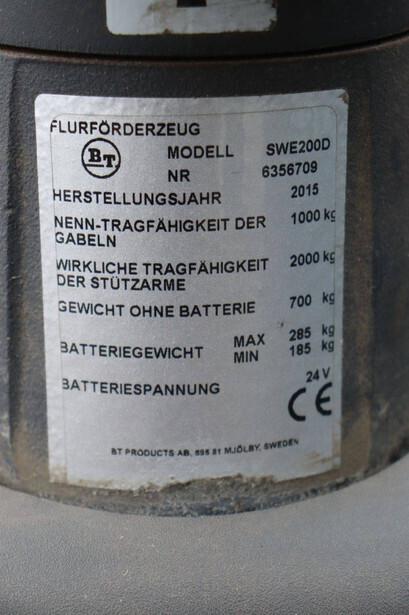 FLURFÖRDERZEUG
BT MODELL SWE200D
NR 6356709
HERSTELLUNGSJAHR 2015
NENN-TRAGFÄHIGKEIT DER 1000 kg
GABELN
WIRKLICHE TRAGFÄHIGKEIT 2000 kg
DER STÜTZARME
GEWICHT OHNE BATTERIE 700 kg
BATTERIEGEWICHT MAX 285 kg
MIN 185 kg
BATTERIESPANNUNG 24 V
CE
BT PRODUCTS AB, 595 81 MJÖLBY, SWEDEN